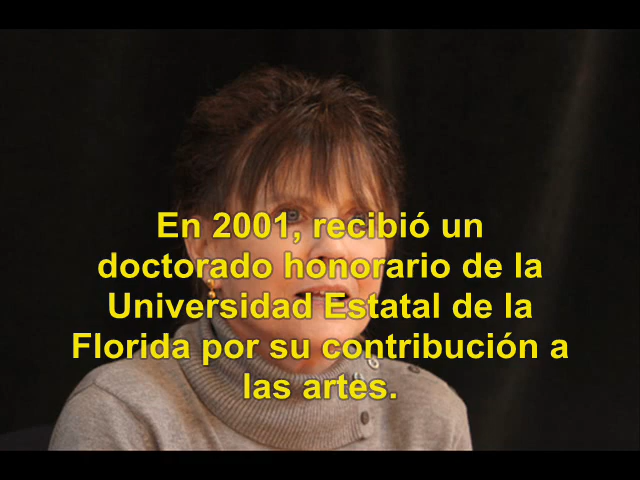 En 2001, recibió un
doctorado honorario de la
Universidad Estatal de la
Florida por su contribución a
las artes.